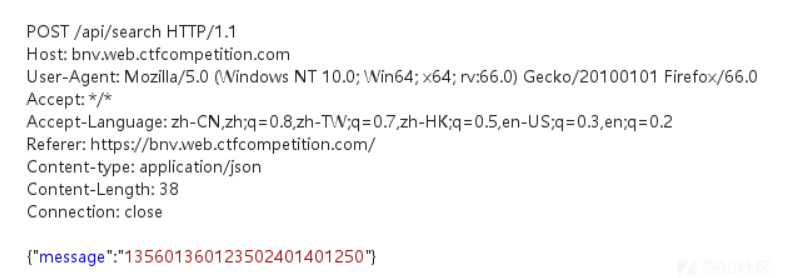 POST /api/search HTTP/1.1
Host: bnv.web.ctfcompetition.com
User-Agent: Mozilla/5.0 (Windows NT 10.0; Win64; x64; rv:66.0) Gecko/20100101 Firefox/66.0
Accept: */*
Accept-Language: zh-CN,zh;q=0.8,zh-TW;q=0.7,zh-HK;q=0.5,en-US;q=0.3,en;q=0.2
Referer: https://bnv.web.ctfcompetition.com/
Content-type: application/json
Content-Length: 38
Connection: close
{"message":"135601360123502401401250"}
先知社区